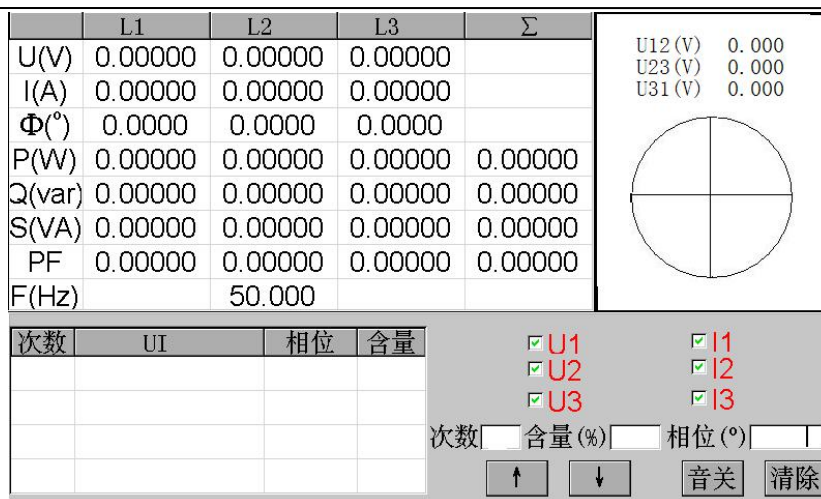 L1 L2 L3 Σ
U(V) 0.00000 0.00000 0.00000
I(A) 0.00000 0.00000 0.00000
Φ(°) 0.0000 0.0000 0.0000
P(W) 0.00000 0.00000 0.00000 0.00000
Q(var) 0.00000 0.00000 0.00000 0.00000
S(VA) 0.00000 0.00000 0.00000 0.00000
PF 0.00000 0.00000 0.00000 0.00000
F(Hz) 50.000
U12(V) 0.000
U23(V) 0.000
U31(V) 0.000
次数 UI 相位 含量
U1 I1
U2 I2
U3 I3
次数 含量(%) 相位(°)
↑ ↓ 音关 清除